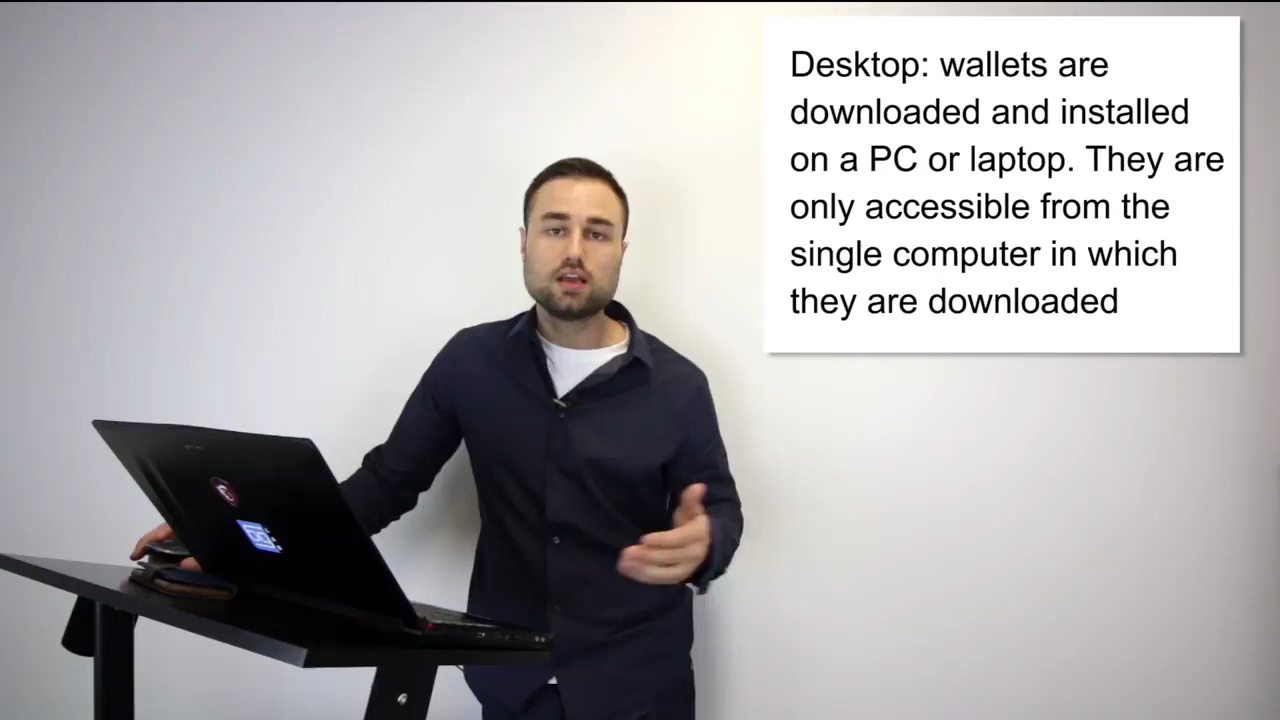 Desktop: wallets are
downloaded and installed
on a PC or laptop. They are
only accessible from the
single computer in which
they are downloaded